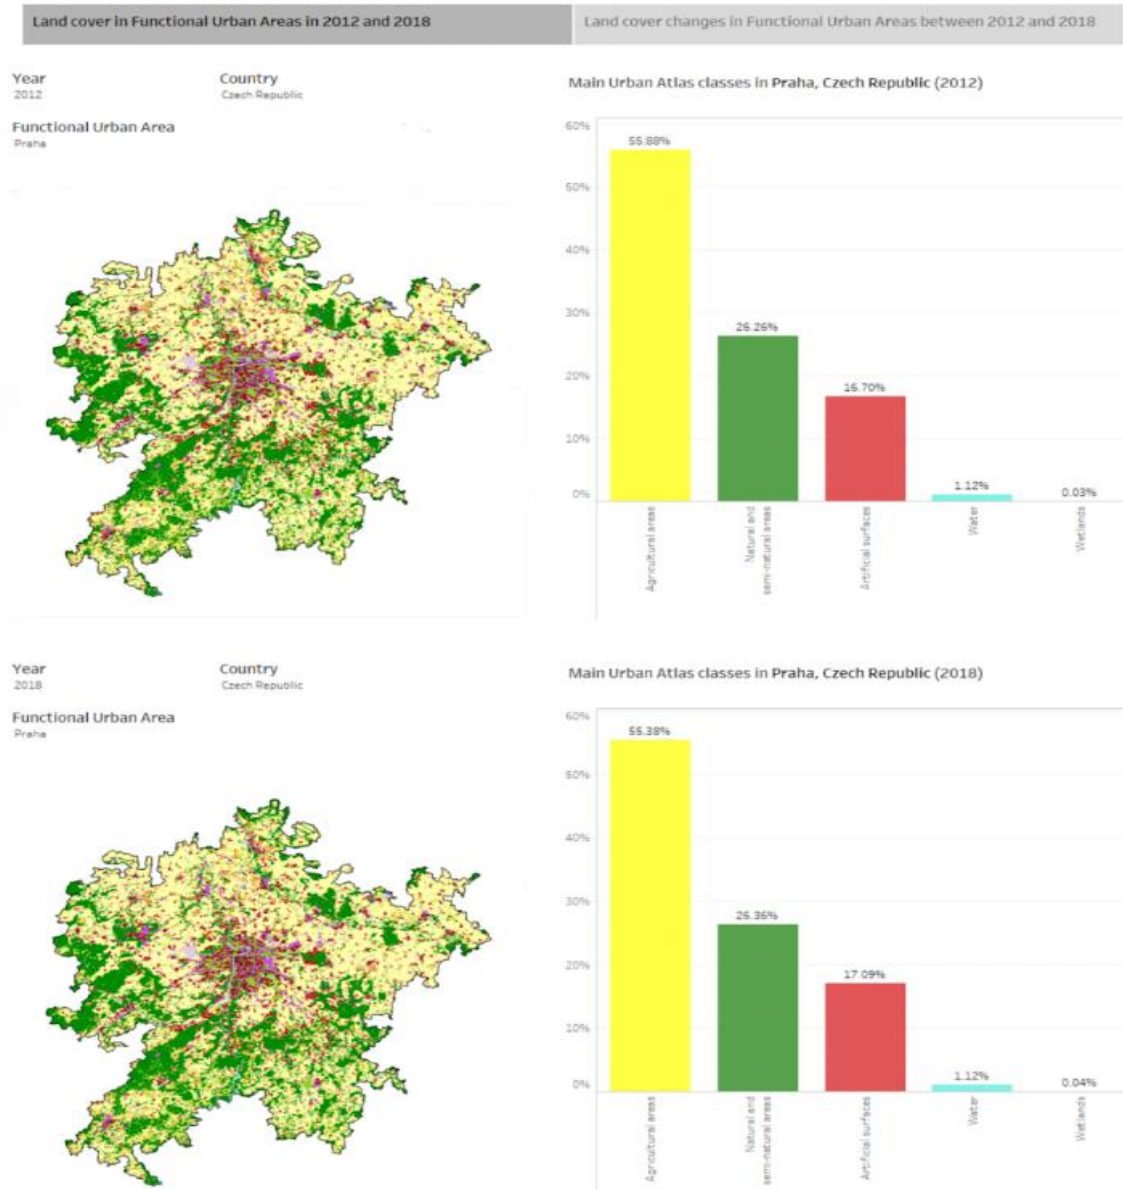 Land cover in Functional Urban Areas in 2012 and 2018
Land cover changes in Functional Urban Areas between 2012 and 2018
Year
2012
Country
Czech Republic
Functional Urban Area
Praha
Main Urban Atlas classes in Praha, Czech Republic (2012)
60%
50%
40%
30%
20%
10%
0%
55.88%
26.26%
16.70%
1.12%
0.03%
Agricultural areas
Natural and
semi-natural areas
Artificial surfaces
Water
Wetlands
Year
2018
Country
Czech Republic
Functional Urban Area
Praha
Main Urban Atlas classes in Praha, Czech Republic (2018)
60%
50%
40%
30%
20%
10%
0%
55.38%
26.36%
17.09%
1.12%
0.04%
Agricultural areas
Natural and
semi-natural areas
Artificial surfaces
Water
Wetlands